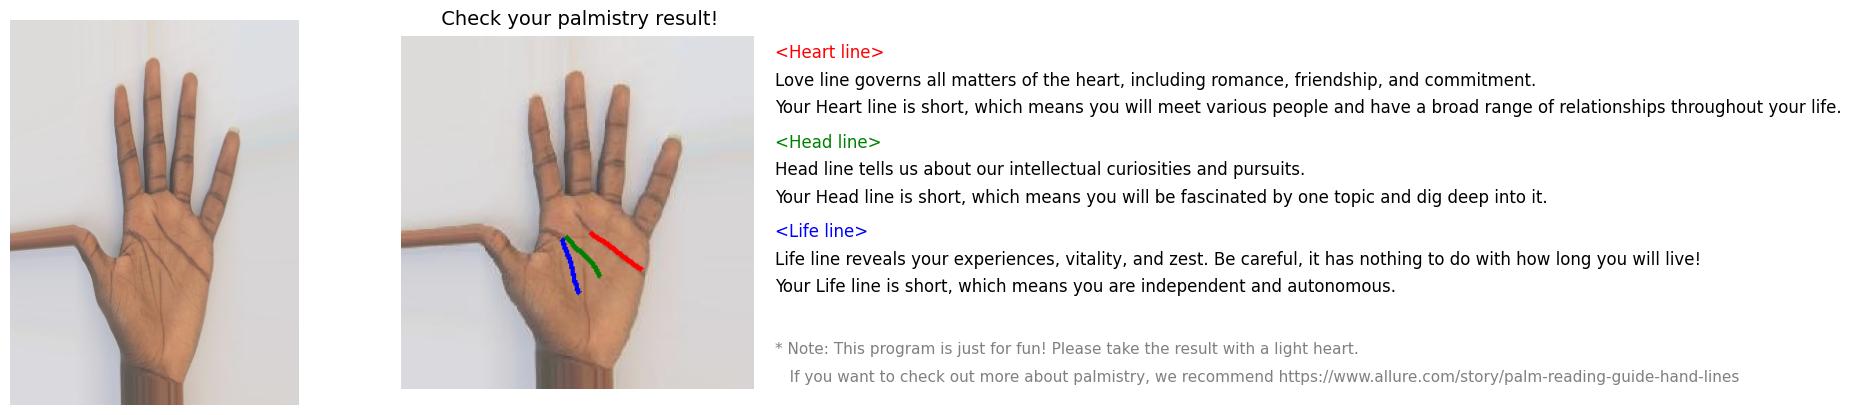 Check your palmistry result!
<Heart line>
Love line governs all matters of the heart, including romance, friendship, and commitment.
Your Heart line is short, which means you will meet various people and have a broad range of relationships throughout your life.
<Head line>
Head line tells us about our intellectual curiosities and pursuits.
Your Head line is short, which means you will be fascinated by one topic and dig deep into it.
<Life line>
Life line reveals your experiences, vitality, and zest. Be careful, it has nothing to do with how long you will live!
Your Life line is short, which means you are independent and autonomous.
* Note: This program is just for fun! Please take the result with a light heart.
If you want to check out more about palmistry, we recommend https://www.allure.com/story/palm-reading-guide-hand-lines